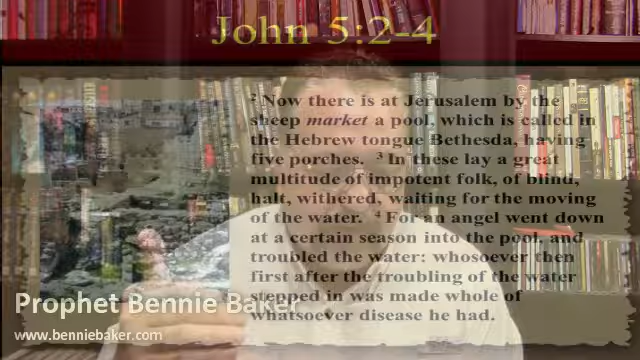 John 5:2-4
2 Now there is at Jerusalem by the
sheep market a pool, which is called in
the Hebrew tongue Bethesda, having
five porches. 3 In these lay a great
multitude of impotent folk, of blind,
halt, withered, waiting for the moving
of the water. 4 For an angel went down
at a certain season into the pool, and
troubled the water: whosoever then
first after the troubling of the water
stepped in was made whole of
whatsoever disease he had.
Prophet Bennie Baker
www.benniebaker.com